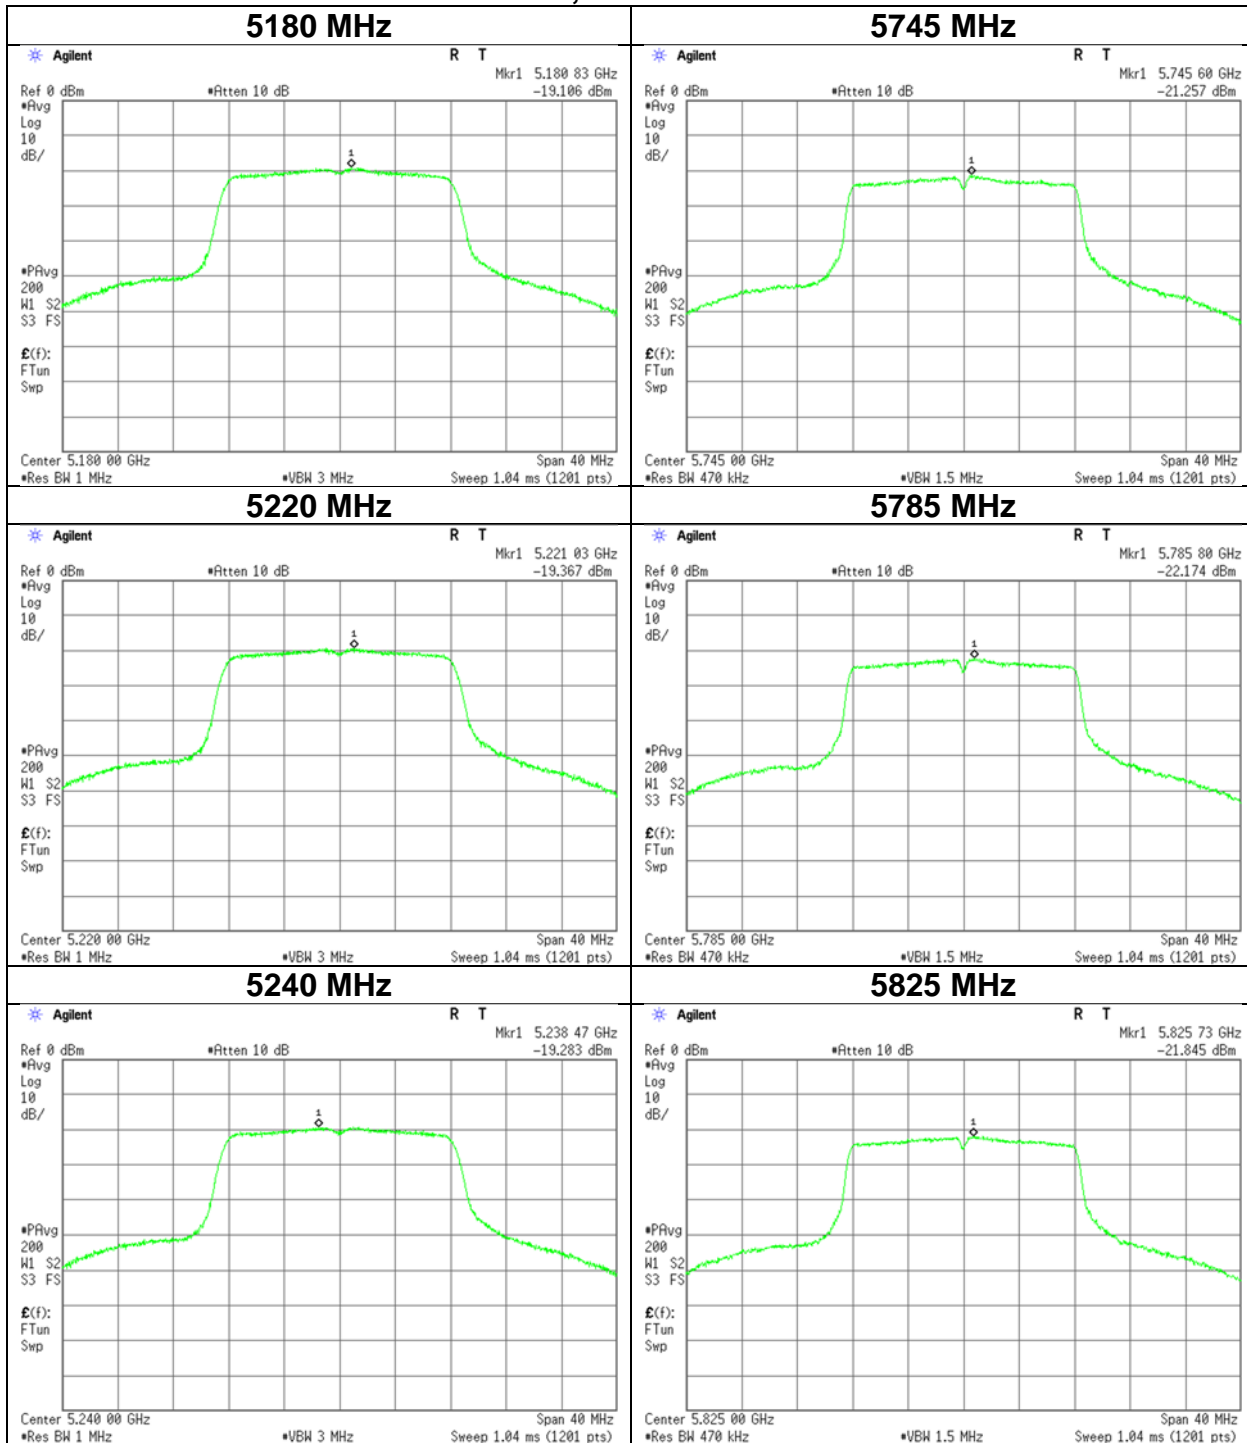 5180 MHz
Agilent R T
Mkr1 5.180 83 GHz
Ref 0 dBm #Atten 10 dB -19.106 dBm
#Avg
Log
10
dB/
1
#PAvg
200
W1 S2
S3 FS
£(f):
FTun
Swp
Center 5.180 00 GHz Span 40 MHz
#Res BW 1 MHz #VBW 3 MHz Sweep 1.04 ms (1201 pts)
5745 MHz
Agilent R T
Mkr1 5.745 60 GHz
Ref 0 dBm #Atten 10 dB -21.257 dBm
#Avg
Log
10
dB/
1
#PAvg
200
W1 S2
S3 FS
£(f):
FTun
Swp
Center 5.745 00 GHz Span 40 MHz
#Res BW 470 kHz #VBW 1.5 MHz Sweep 1.04 ms (1201 pts)
5220 MHz
Agilent R T
Mkr1 5.221 03 GHz
Ref 0 dBm #Atten 10 dB -19.367 dBm
#Avg
Log
10
dB/
1
#PAvg
200
W1 S2
S3 FS
£(f):
FTun
Swp
Center 5.220 00 GHz Span 40 MHz
#Res BW 1 MHz #VBW 3 MHz Sweep 1.04 ms (1201 pts)
5785 MHz
Agilent R T
Mkr1 5.785 80 GHz
Ref 0 dBm #Atten 10 dB -22.174 dBm
#Avg
Log
10
dB/
1
#PAvg
200
W1 S2
S3 FS
£(f):
FTun
Swp
Center 5.785 00 GHz Span 40 MHz
#Res BW 470 kHz #VBW 1.5 MHz Sweep 1.04 ms (1201 pts)
5240 MHz
Agilent R T
Mkr1 5.238 47 GHz
Ref 0 dBm #Atten 10 dB -19.283 dBm
#Avg
Log
10
dB/
1
#PAvg
200
W1 S2
S3 FS
£(f):
FTun
Swp
Center 5.240 00 GHz Span 40 MHz
#Res BW 1 MHz #VBW 3 MHz Sweep 1.04 ms (1201 pts)
5825 MHz
Agilent R T
Mkr1 5.825 73 GHz
Ref 0 dBm #Atten 10 dB -21.845 dBm
#Avg
Log
10
dB/
1
#PAvg
200
W1 S2
S3 FS
£(f):
FTun
Swp
Center 5.825 00 GHz Span 40 MHz
#Res BW 470 kHz #VBW 1.5 MHz Sweep 1.04 ms (1201 pts)